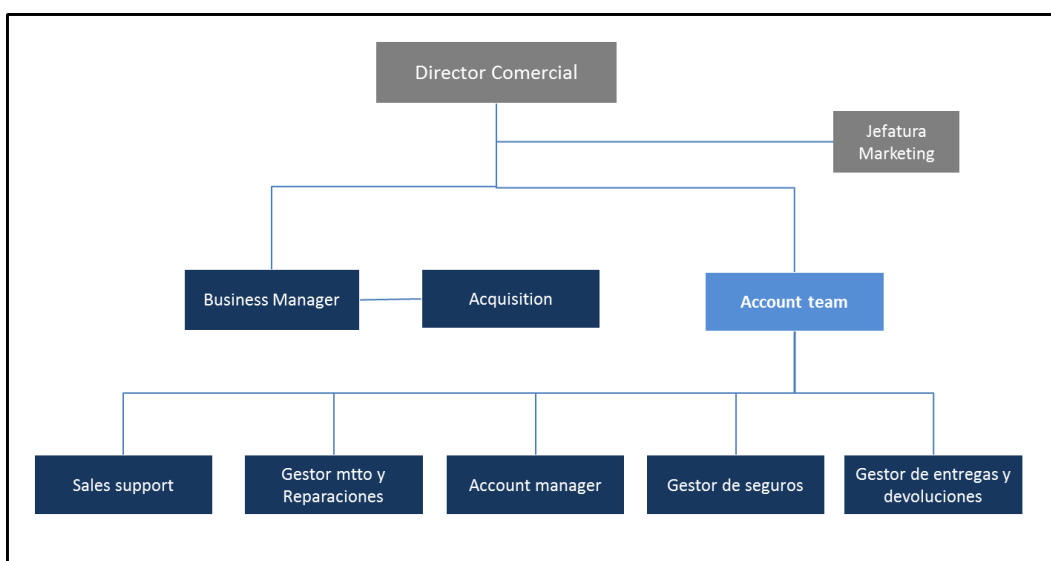 Director Comercial
Jefatura
Marketing
Business Manager
Acquisition
Account team
Sales support
Gestor mtto y
Reparaciones
Account manager
Gestor de seguros
Gestor de entregas y
devoluciones